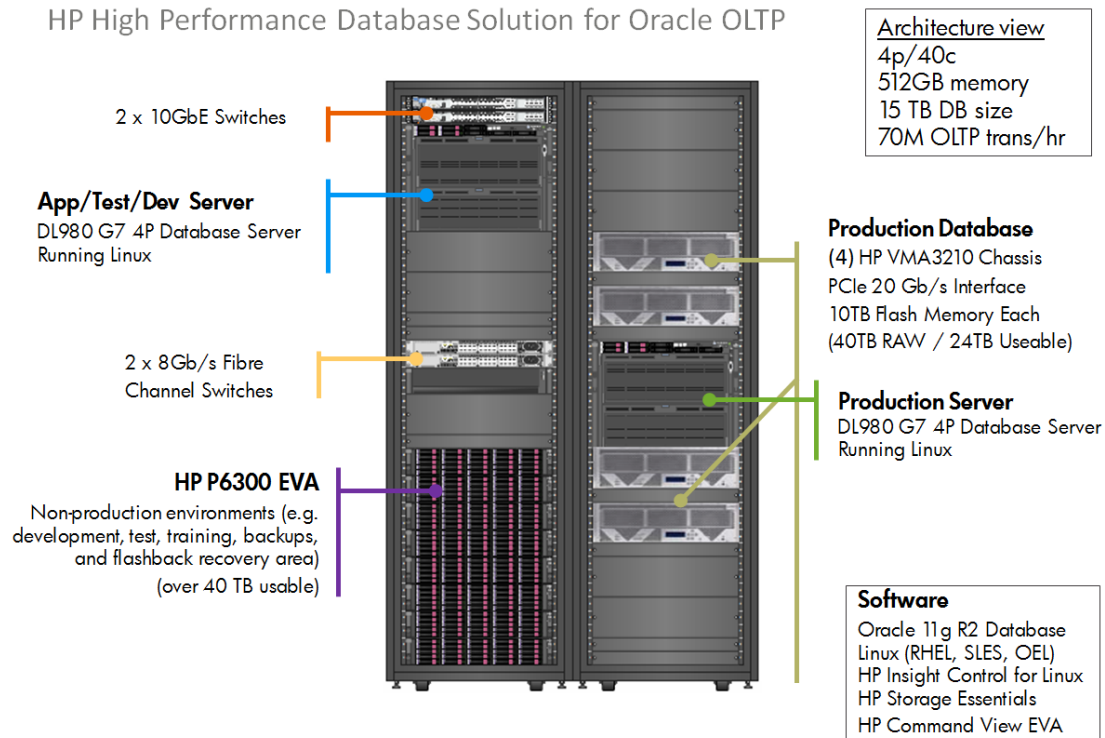 HP High Performance Database Solution for Oracle OLTP
Architecture view
4p/40c
512GB memory
15 TB DB size
70M OLTP trans/hr
2 x 10GbE Switches
App/Test/Dev Server
DL980 G7 4P Database Server
Running Linux
2 x 8Gb/s Fibre
Channel Switches
HP P6300 EVA
Non-production environments (e.g.
development, test, training, backups,
and flashback recovery area)
(over 40 TB usable)
Production Database
(4) HP VMA3210 Chassis
PCIe 20 Gb/s Interface
10TB Flash Memory Each
(40TB RAW / 24TB Useable)
Production Server
DL980 G7 4P Database Server
Running Linux
Software
Oracle 11g R2 Database
Linux (RHEL, SLES, OEL)
HP Insight Control for Linux
HP Storage Essentials
HP Command View EVA